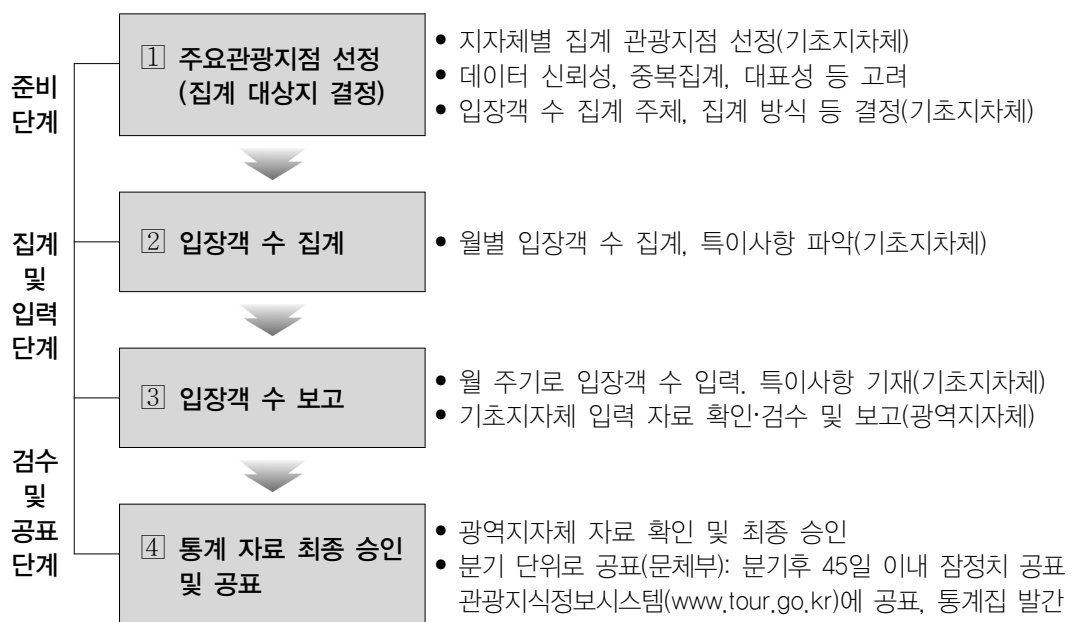 준비
단계
1 주요관광지점 선정
(집계 대상지 결정)
• 지자체별 집계 관광지점 선정(기초지차체)
• 데이터 신뢰성, 중복집계, 대표성 등 고려
• 입장객 수 집계 주체, 집계 방식 등 결정(기초지차체)
집계
및
입력
단계
2 입장객 수 집계
• 월별 입장객 수 집계, 특이사항 파악(기초지차체)
3 입장객 수 보고
• 월 주기로 입장객 수 입력, 특이사항 기재(기초지차체)
• 기초지자체 입력 자료 확인·검수 및 보고(광역지자체)
검수
및
공표
단계
4 통계 자료 최종 승인
및 공표
• 광역지자체 자료 확인 및 최종 승인
• 분기 단위로 공표(문체부): 분기후 45일 이내 잠정치 공표
관광지식정보시스템(www.tour.go.kr)에 공표, 통계집 발간